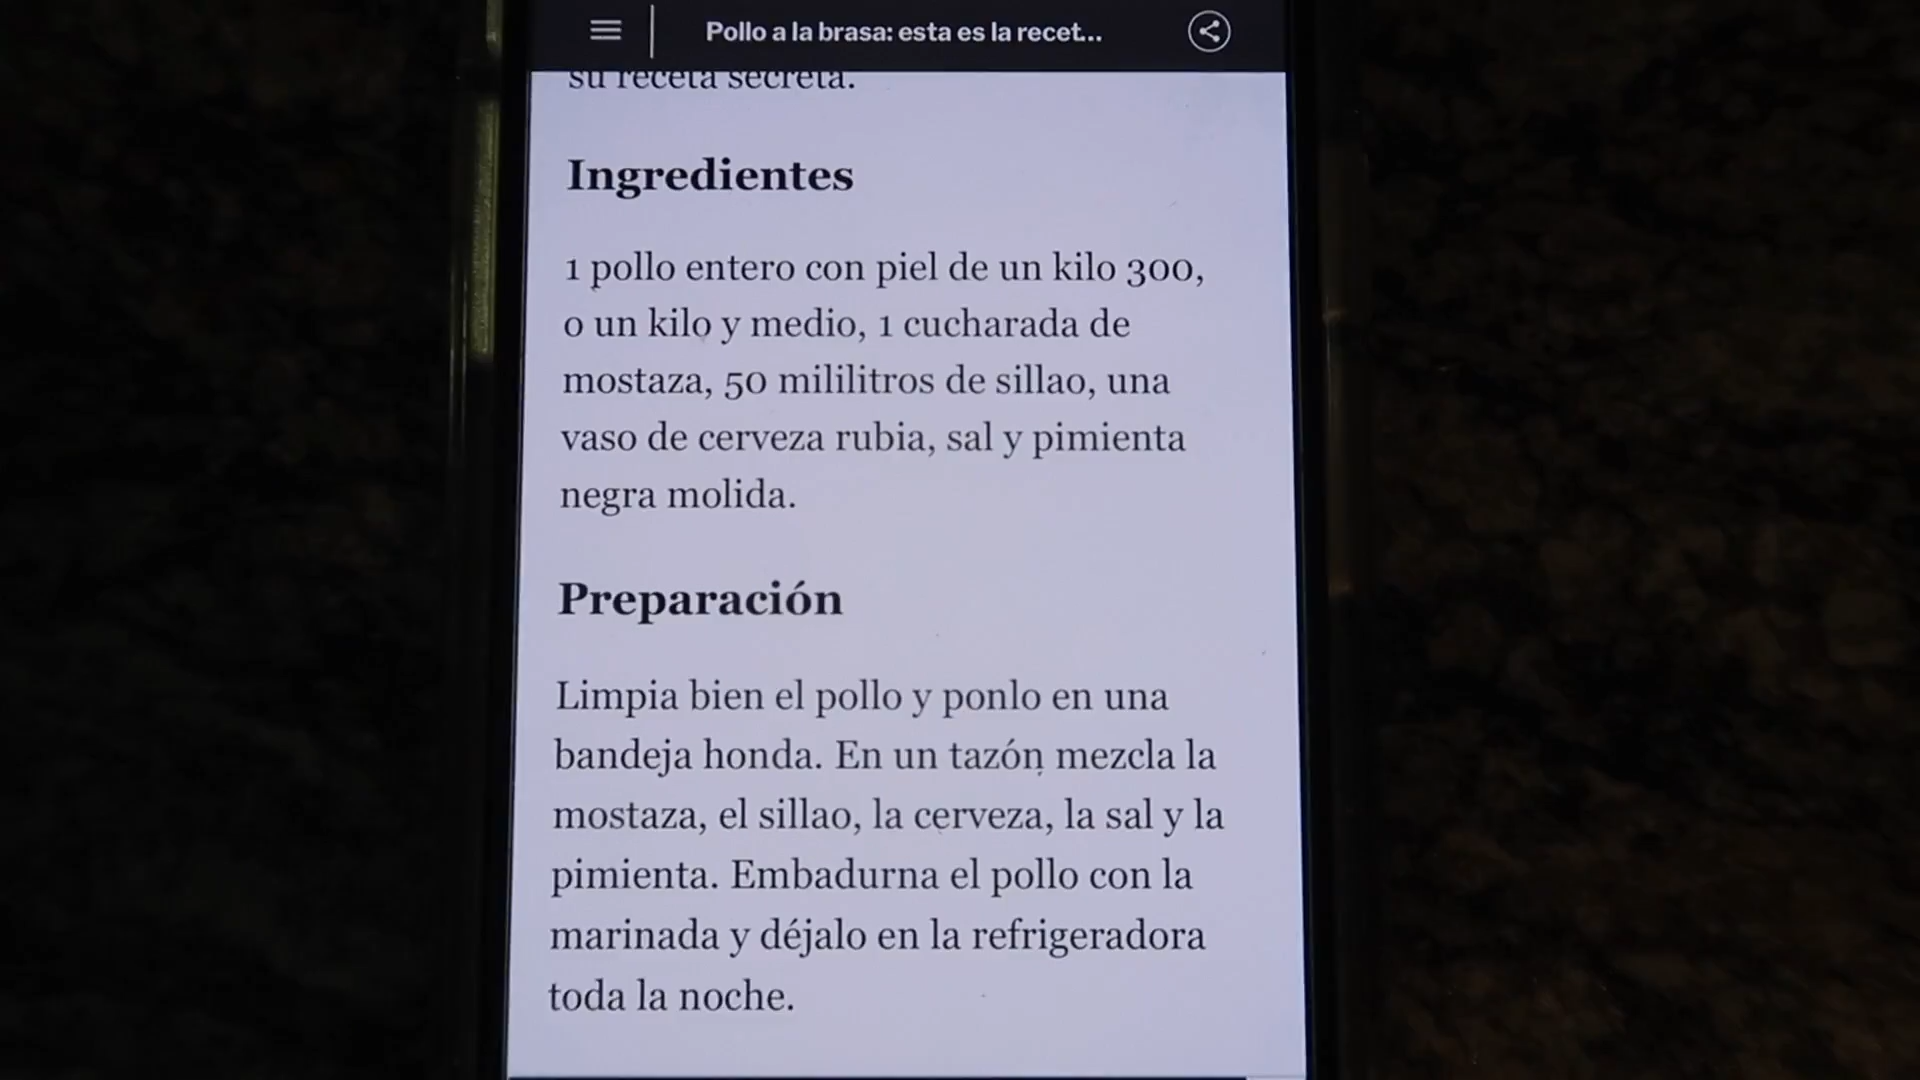 Pollo a la brasa: esta es la recet...
su receta secreta.
Ingredientes
1 pollo entero con piel de un kilo 300,
o un kilo y medio, 1 cucharada de
mostaza, 50 mililitros de sillao, una
vaso de cerveza rubia, sal y pimienta
negra molida.
Preparación
Limpia bien el pollo y ponlo en una
bandeja honda. En un tazón mezcla la
mostaza, el sillao, la cerveza, la sal y la
pimienta. Embadurna el pollo con la
marinada y déjalo en la refrigeradora
toda la noche.